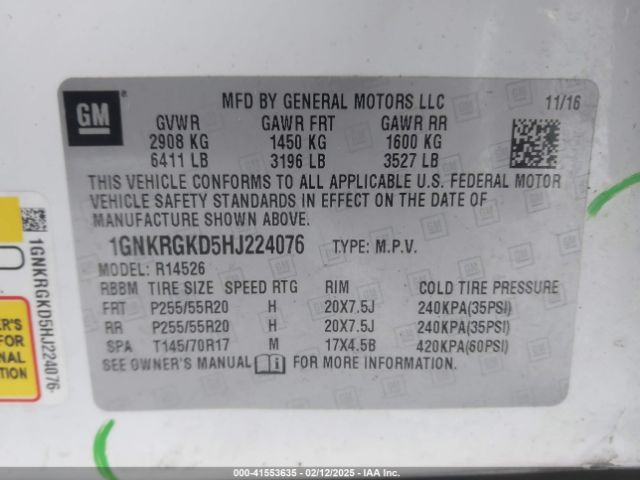 GM
MFD BY GENERAL MOTORS LLC 11/16
GVWR GAWR FRT GAWR RR
2908 KG 1450 KG 1600 KG
6411 LB 3196 LB 3527 LB
THIS VEHICLE CONFORMS TO ALL APPLICABLE U.S. FEDERAL MOTOR
VEHICLE SAFETY STANDARDS IN EFFECT ON THE DATE OF
MANUFACTURE SHOWN ABOVE.
1GNKRGKD5HJ224076 TYPE: M.P.V.
MODEL: R14526
RBBM TIRE SIZE SPEED RTG RIM COLD TIRE PRESSURE
FRT P255/55R20 H 20X7.5J 240KPA(35PSI)
RR P255/55R20 H 20X7.5J 240KPA(35PSI)
SPA T145/70R17 M 17X4.5B 420KPA(60PSI)
SEE OWNER'S MANUAL FOR MORE INFORMATION.
1GNKRGKD5HJ224076
ER'S
FOR
NAL
TION
000-41553635 - 02/12/2025 - IAA Inc.